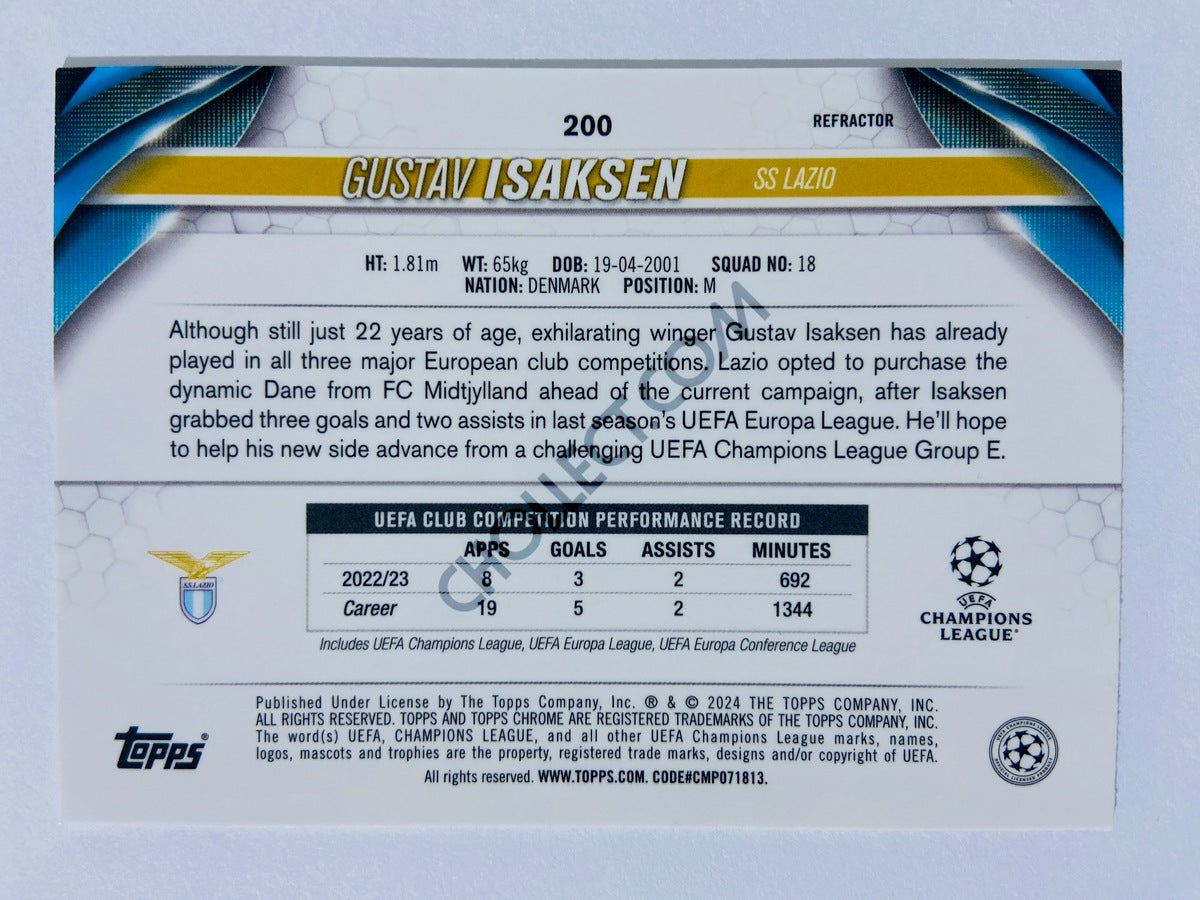 200
REFRACTOR
GUSTAV ISAKSEN
SS LAZIO
HT: 1.81m WT: 65kg DOB: 19-04-2001 SQUAD NO: 18
NATION: DENMARK POSITION: M
Although still just 22 years of age, exhilarating winger Gustav Isaksen has already
played in all three major European club competitions. Lazio opted to purchase the
dynamic Dane from FC Midtjylland ahead of the current campaign, after Isaksen
grabbed three goals and two assists in last season's UEFA Europa League. He'll hope
to help his new side advance from a challenging UEFA Champions League Group E.
CHOLLECT.COM
UEFA CLUB COMPETITION PERFORMANCE RECORD
APPS GOALS ASSISTS MINUTES
2022/23 8 3 2 692
Career 19 5 2 1344
Includes UEFA Champions League, UEFA Europa League, UEFA Europa Conference League
S.S.LAZIO
UEFA
CHAMPIONS
LEAGUE®
Published Under License by The Topps Company, Inc. ® & © 2024 THE TOPPS COMPANY, INC.
ALL RIGHTS RESERVED. TOPPS AND TOPPS CHROME ARE REGISTERED TRADEMARKS OF THE TOPPS COMPANY, INC.
The word(s) UEFA, CHAMPIONS LEAGUE, and all other UEFA Champions League marks, names,
logos, mascots and trophies are the property, registered trade marks, designs and/or copyright of UEFA.
All rights reserved. WWW.TOPPS.COM. CODE#CMP071813.
Topps®
UEFA CHAMPIONS LEAGUE
OFFICIAL LICENSED PRODUCT